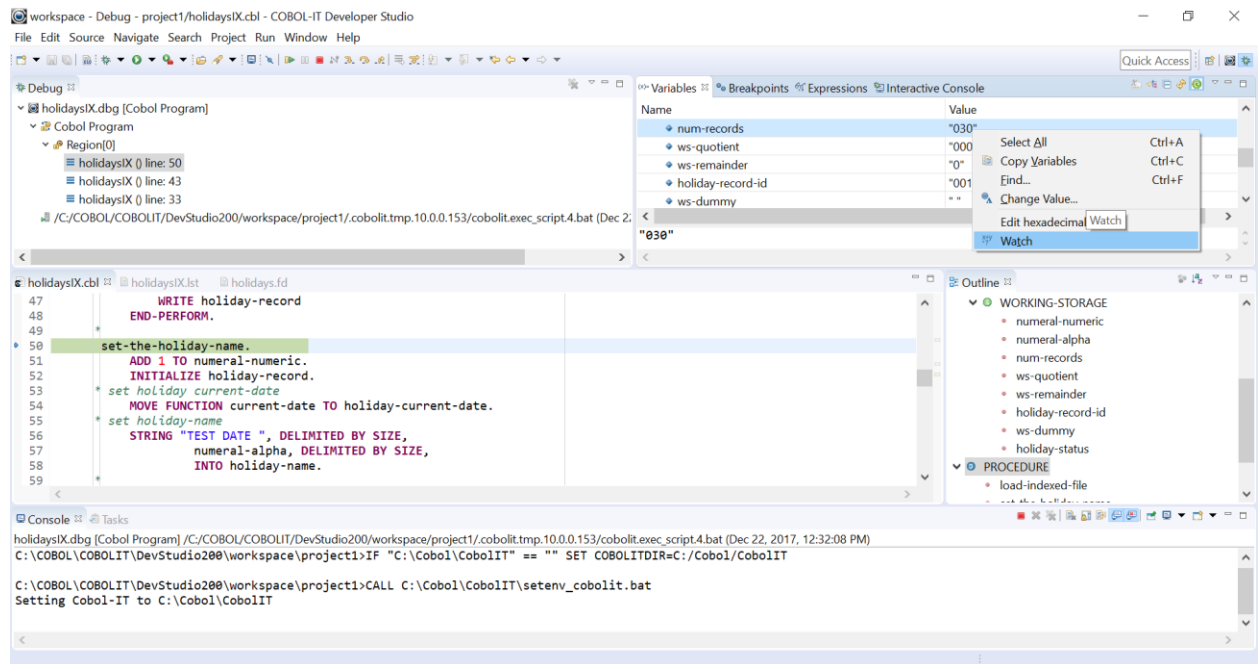 workspace - Debug - project1/holidaysIX.cbl - COBOL-IT Developer Studio
File Edit Source Navigate Search Project Run Window Help
Quick Access
Debug
holidaysIX.dbg [Cobol Program]
Cobol Program
Region[0]
holidaysIX () line: 50
holidaysIX () line: 43
holidaysIX () line: 33
/C:/COBOL/COBOLIT/DevStudio200/workspace/project1/.cobolit.tmp.10.0.0.153/cobolit.exec_script.4.bat (Dec 22
Variables Breakpoints Expressions Interactive Console
Name Value
num-records "030"
ws-quotient "000
ws-remainder "0"
holiday-record-id "001
ws-dummy " "
"030"
Select All Ctrl+A
Copy Variables Ctrl+C
Find... Ctrl+F
Change Value...
Edit hexadecimal
Watch
Watch
holidaysIX.cbl holidaysIX.lst holidays.fd
47 WRITE holiday-record
48 END-PERFORM.
49 *
50 set-the-holiday-name.
51 ADD 1 TO numeral-numeric.
52 INITIALIZE holiday-record.
53 * set holiday current-date
54 MOVE FUNCTION current-date TO holiday-current-date.
55 * set holiday-name
56 STRING "TEST DATE ", DELIMITED BY SIZE,
57 numeral-alpha, DELIMITED BY SIZE,
58 INTO holiday-name.
59 *
Outline
WORKING-STORAGE
numeral-numeric
numeral-alpha
num-records
ws-quotient
ws-remainder
holiday-record-id
ws-dummy
holiday-status
PROCEDURE
load-indexed-file
set-the-holiday-name
Console Tasks
holidaysIX.dbg [Cobol Program] /C:/COBOL/COBOLIT/DevStudio200/workspace/project1/.cobolit.tmp.10.0.0.153/cobolit.exec_script.4.bat (Dec 22, 2017, 12:32:08 PM)
C:\COBOL\COBOLIT\DevStudio200\workspace\project1>IF "C:\Cobol\CobolIT" == "" SET COBOLITDIR=C:/Cobol/CobolIT
C:\COBOL\COBOLIT\DevStudio200\workspace\project1>CALL C:\Cobol\CobolIT\setenv_cobolit.bat
Setting Cobol-IT to C:\Cobol\CobolIT